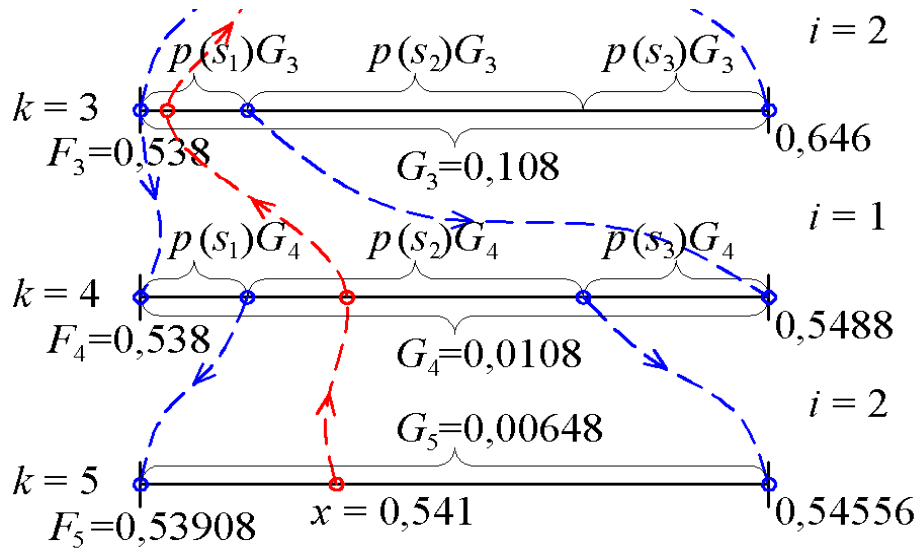 i = 2
p(s₁)G₃ p(s₂)G₃ p(s₃)G₃
k = 3
F₃=0,538 G₃=0,108 0,646
i = 1
p(s₁)G₄ p(s₂)G₄ p(s₃)G₄
k = 4
F₄=0,538 G₄=0,0108 0,5488
i = 2
G₅=0,00648
k = 5
F₅=0,53908 x = 0,541 0,54556